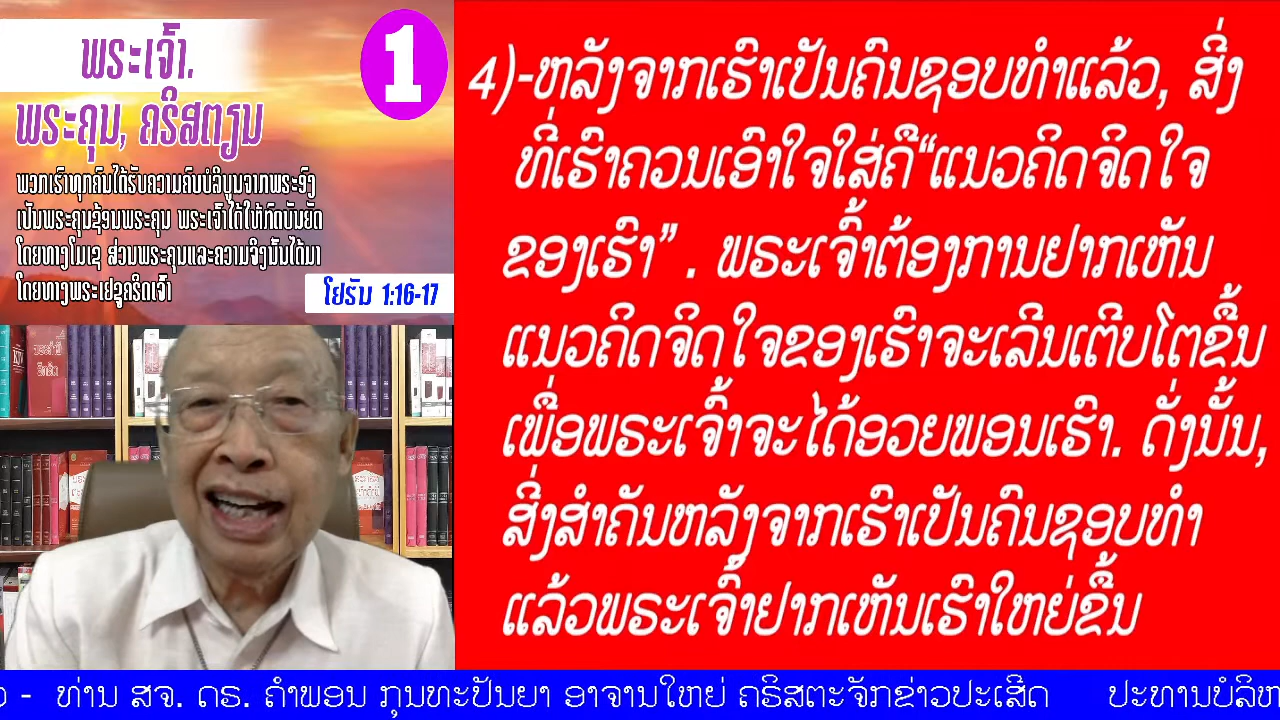 ພຣະເຈົ້າ,
ພຣະຄຸນ, ຄຣິສຕຽນ
1
ພວກເຮົາທຸກຄົນໄດ້ຮັບຄວາມຄົບບໍລິບູນຈາກພຣະອົງ
ເປັນພຣະຄຸນຊ້ອນພຣະຄຸນ ພຣະເຈົ້າໄດ້ໃຫ້ກົດບັນຍັດ
ໂດຍທາງໂມເຊ ສ່ວນພຣະຄຸນແລະຄວາມຈິງນັ້ນໄດ້ມາ
ໂດຍທາງພຣະເຢຊູຄຣິດເຈົ້າ
ໂຢຮັນ 1:16-17
4)-ຫລັງຈາກເຮົາເປັນຄົນຊອບທຳແລ້ວ, ສິ່ງ
ທີ່ເຮົາຄວນເອົາໃຈໃສ່ຄື“ແນວຄິດຈິດໃຈ
ຂອງເຮົາ” . ພຣະເຈົ້າຕ້ອງການຢາກເຫັນ
ແນວຄິດຈິດໃຈຂອງເຮົາຈະເລີນເຕີບໂຕຂຶ້ນ
ເພື່ອພຣະເຈົ້າຈະໄດ້ອວຍພອນເຮົາ. ດັ່ງນັ້ນ,
ສິ່ງສຳຄັນຫລັງຈາກເຮົາເປັນຄົນຊອບທຳ
ແລ້ວພຣະເຈົ້າຢາກເຫັນເຮົາໃຫຍ່ຂຶ້ນ
- ທ່ານ ສຈ. ດຣ. ຄຳພອນ ກຸນທະປັນຍາ ອາຈານໃຫຍ່ ຄຣິສຕະຈັກຂ່າວປະເສີດ ປະທານບໍລິຫ